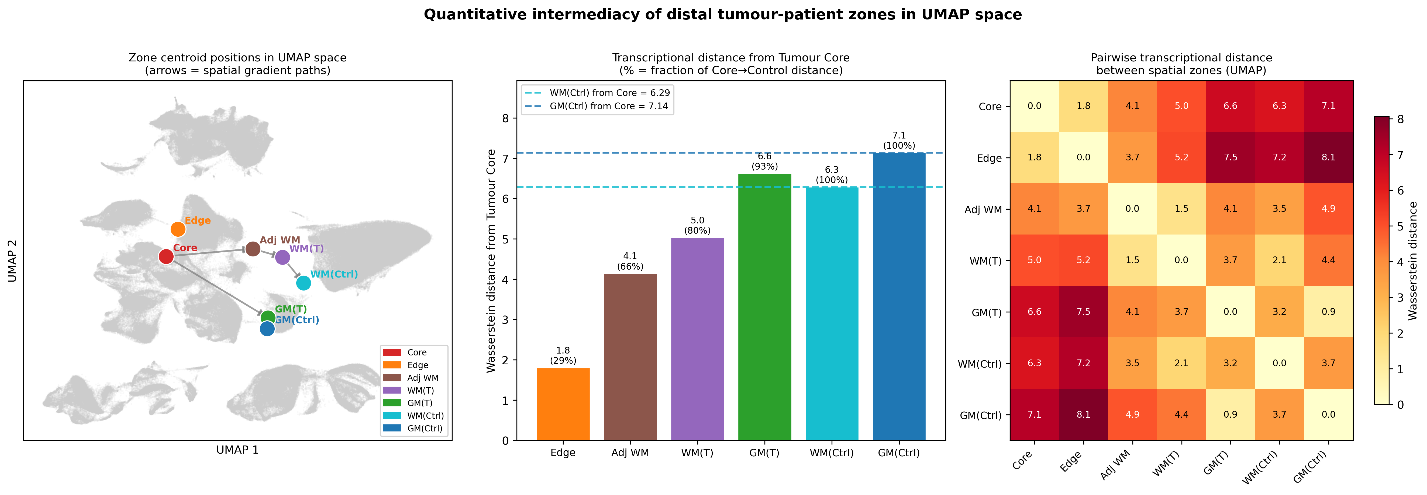 Quantitative intermediacy of distal tumour-patient zones in UMAP space
Zone centroid positions in UMAP space
(arrows = spatial gradient paths)
Edge
Core
Adj WM
WM(T)
WM(Ctrl)
GM(T)
GM(Ctrl)
Core
Edge
Adj WM
WM(T)
GM(T)
WM(Ctrl)
GM(Ctrl)
UMAP 2
UMAP 1
Transcriptional distance from Tumour Core
(% = fraction of Core→Control distance)
WM(Ctrl) from Core = 6.29
GM(Ctrl) from Core = 7.14
Wasserstein distance from Tumour Core
8
7
6
5
4
3
2
1
0
1.8
(29%)
4.1
(66%)
5.0
(80%)
6.6
(93%)
6.3
(100%)
7.1
(100%)
Edge
Adj WM
WM(T)
GM(T)
WM(Ctrl)
GM(Ctrl)
Pairwise transcriptional distance
between spatial zones (UMAP)
Core 0.0 1.8 4.1 5.0 6.6 6.3 7.1
Edge 1.8 0.0 3.7 5.2 7.5 7.2 8.1
Adj WM 4.1 3.7 0.0 1.5 4.1 3.5 4.9
WM(T) 5.0 5.2 1.5 0.0 3.7 2.1 4.4
GM(T) 6.6 7.5 4.1 3.7 0.0 3.2 0.9
WM(Ctrl) 6.3 7.2 3.5 2.1 3.2 0.0 3.7
GM(Ctrl) 7.1 8.1 4.9 4.4 0.9 3.7 0.0
Core
Edge
Adj WM
WM(T)
GM(T)
WM(Ctrl)
GM(Ctrl)
8
7
6
5
4
3
2
1
0
Wasserstein distance